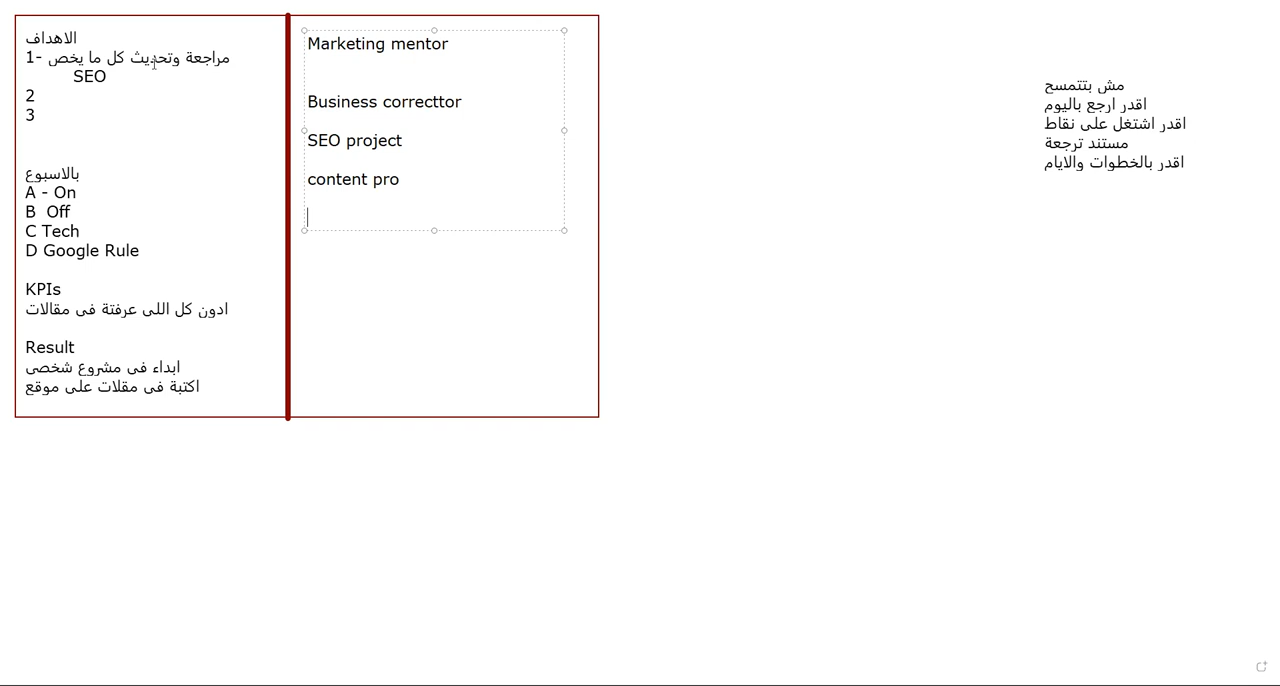 الاهداف
1- مراجعة وتحديث كل ما يخص
SEO
2
3
بالاسبوع
A - On
B  Off
C Tech
D Google Rule
KPIs
ادون كل اللى عرفتة فى مقالات
Result
ابداء فى مشروع شخصى
اكتبة فى مقلات على موقع
Marketing mentor
Business correcttor
SEO project
content pro
مش بتتمسح
اقدر ارجع باليوم
اقدر اشتغل على نقاط
مستند ترجعة
اقدر بالخطوات والايام